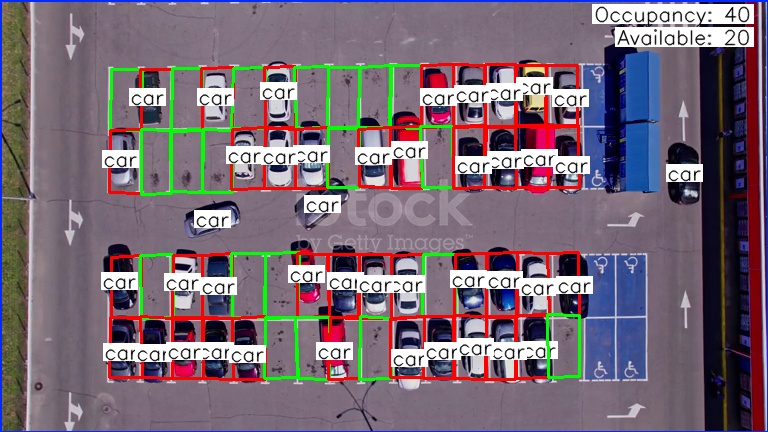 Occupancy: 40
Available: 20
car car car car car car car car
car car car car car car car car car car car
car car
Stock
by Getty Images™
car car car car car car car car car car car
car car car car car car car car car car car